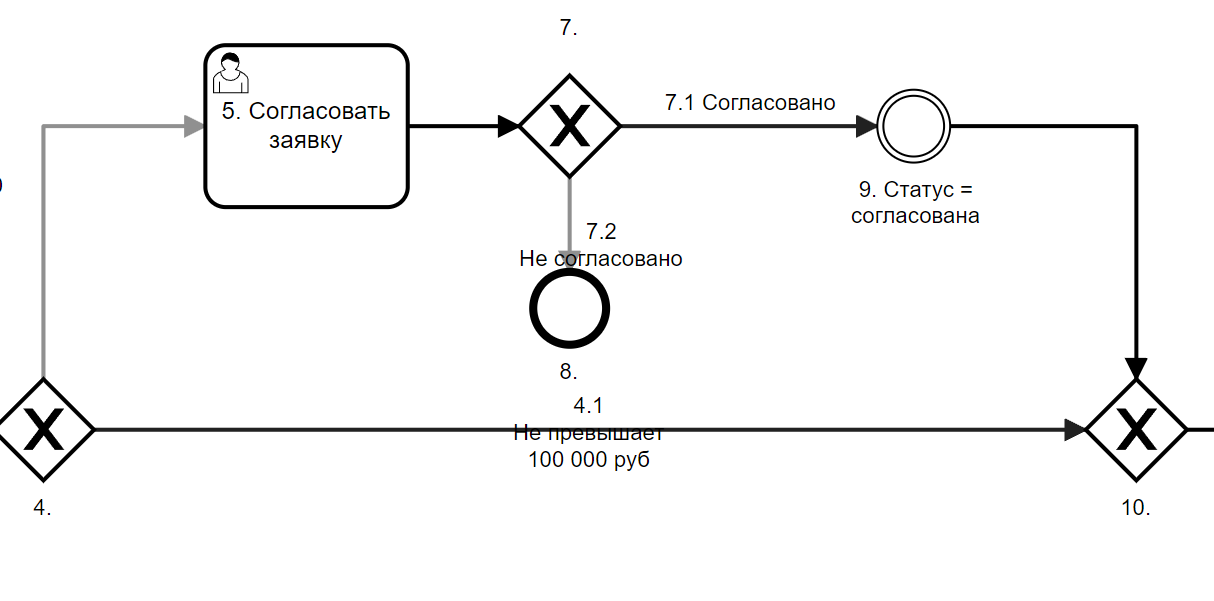 7.
5. Согласовать
заявку
7.1 Согласовано
9. Статус =
согласована
7.2
Не согласовано
8.
4.1
Не превышает
100 000 руб
4.
10.